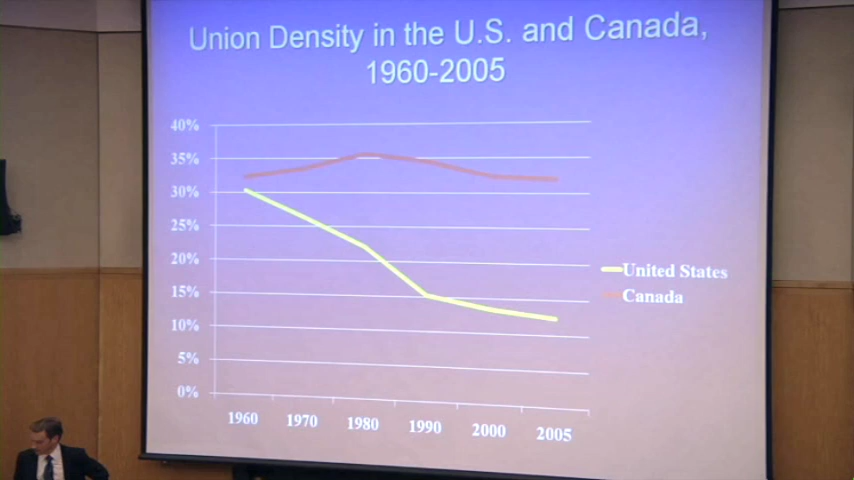 Union Density in the U.S. and Canada,
1960-2005
40%
35%
30%
25%
20%
15%
10%
5%
0%
1960 1970 1980 1990 2000 2005
United States
Canada